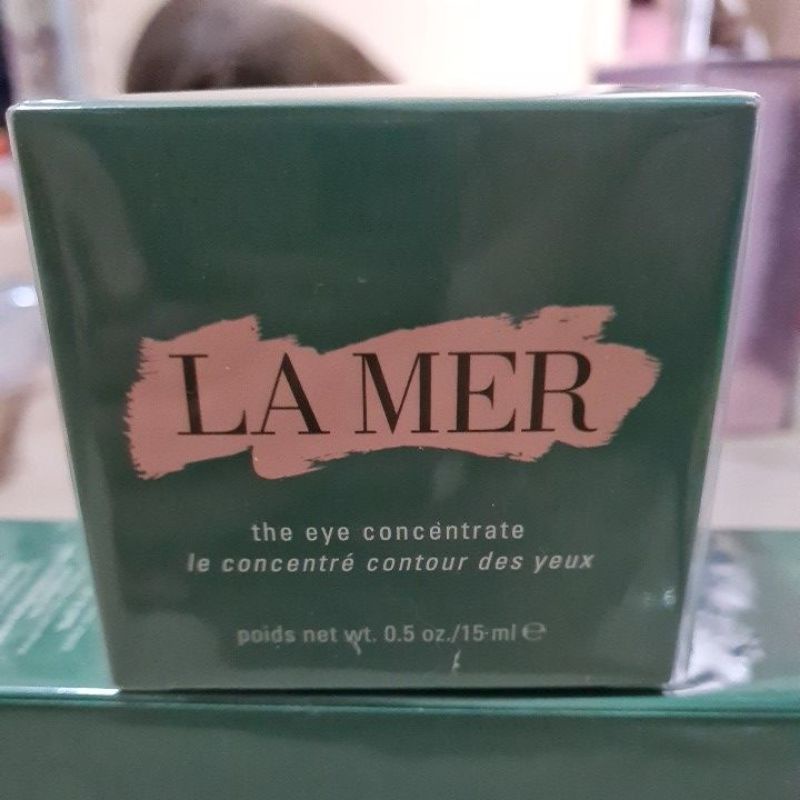 LA MER
the eye concentrate
le concentré contour des yeux
poids net wt. 0.5 oz./15 ml ℮